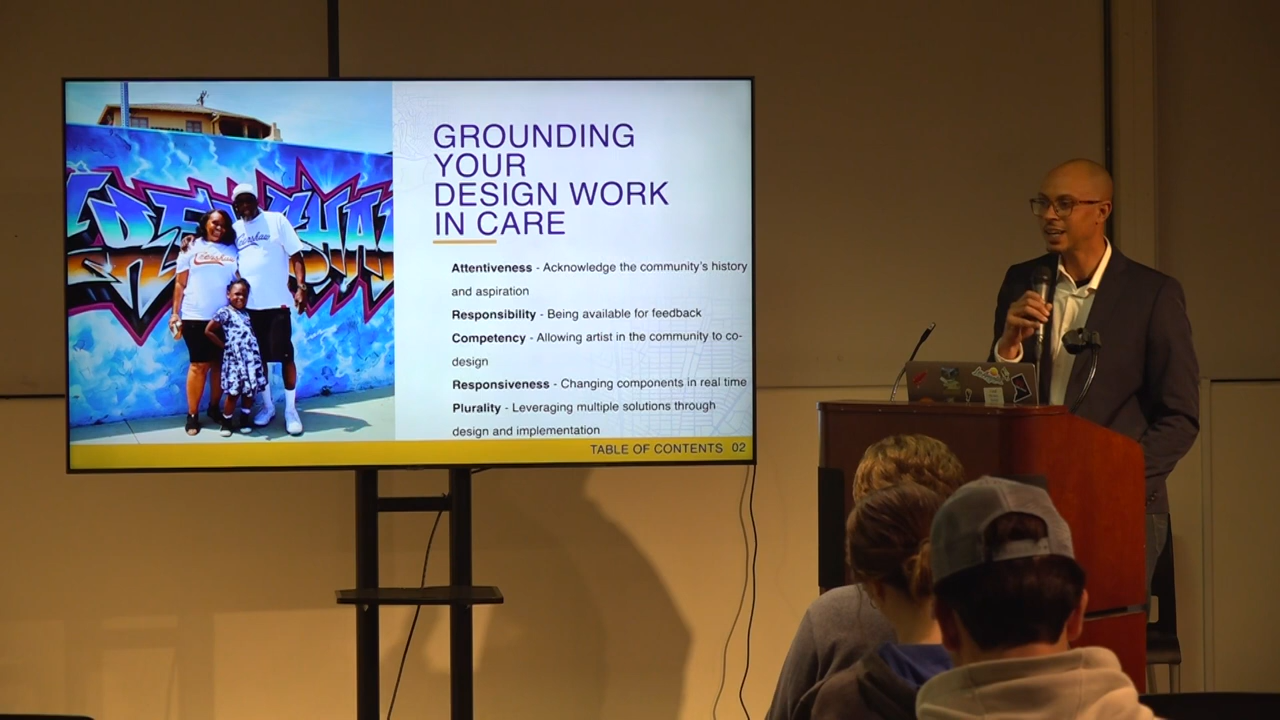 GROUNDING
YOUR
DESIGN WORK
IN CARE
Attentiveness - Acknowledge the community's history
and aspiration
Responsibility - Being available for feedback
Competency - Allowing artist in the community to co-
design
Responsiveness - Changing components in real time
Plurality - Leveraging multiple solutions through
design and implementation
TABLE OF CONTENTS 02
Crenshaw